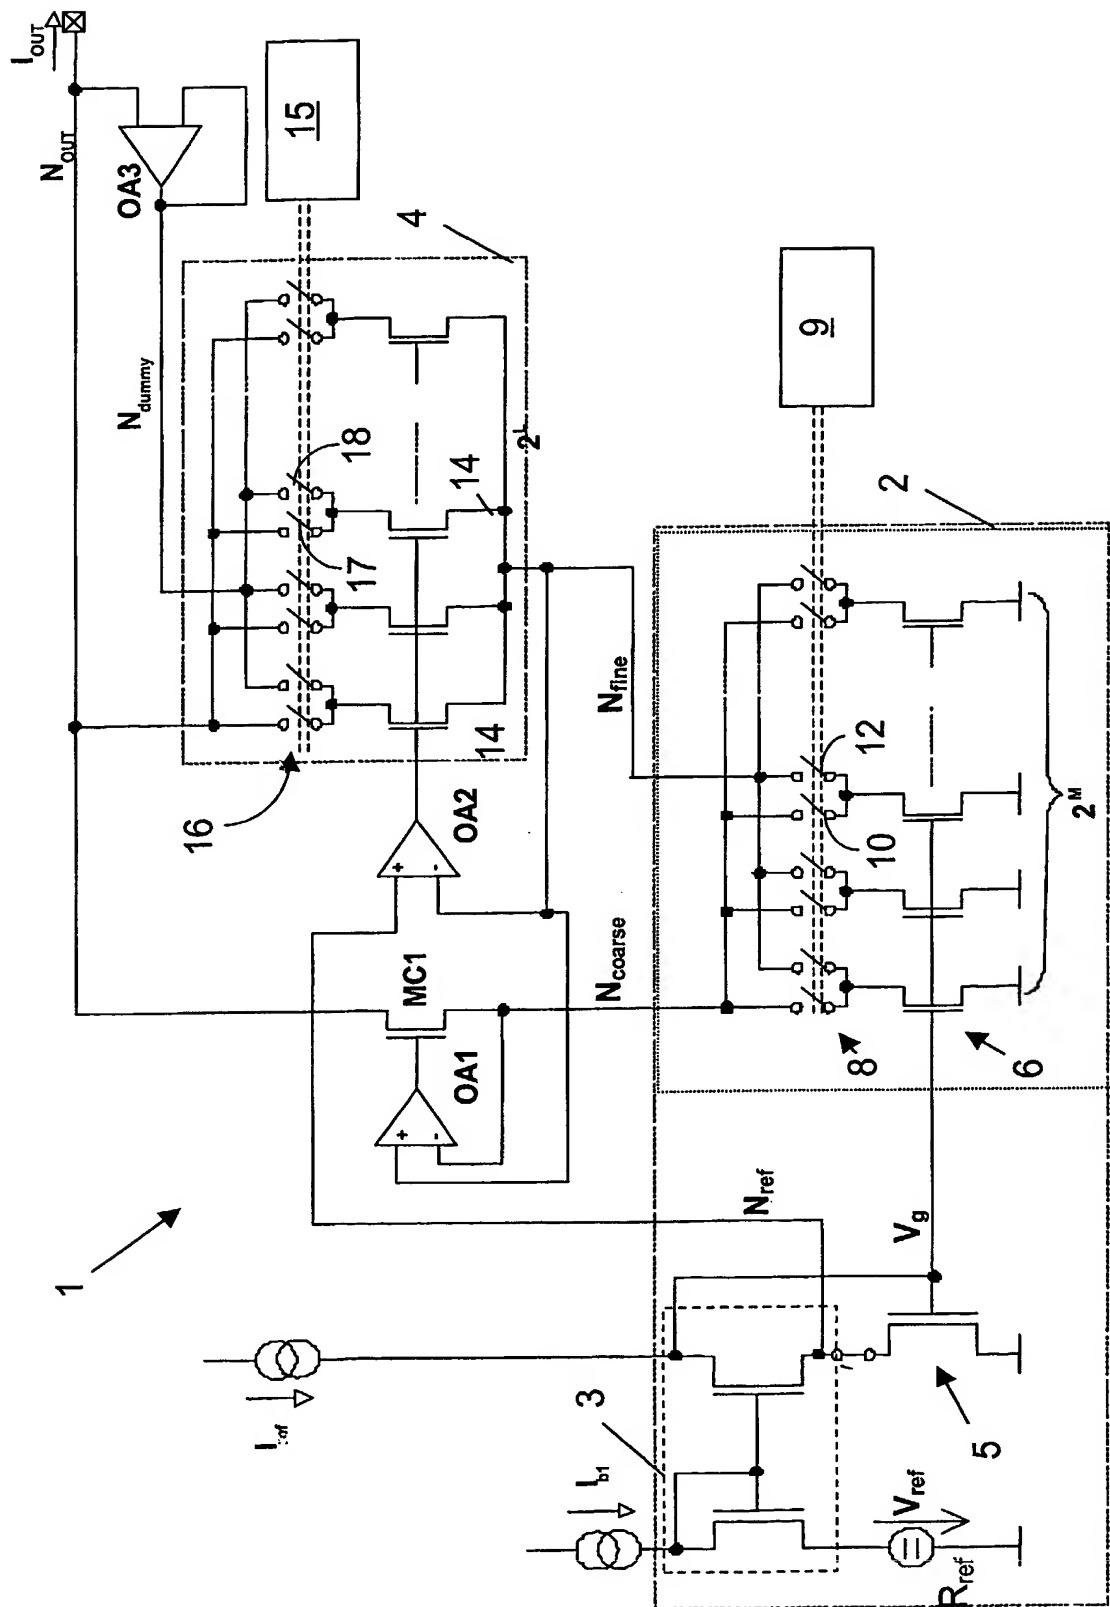 I_OUT
N_OUT
OA3
15
4
N_dummy
18
17
14
2^L
14
16
OA2
+
-
MC1
OA1
+
-
N_coarse
N_fine
9
2
12
10
8
6
2^M
1
N_ref
V_g
3
I_b1
5
V_ref
=
R_ref